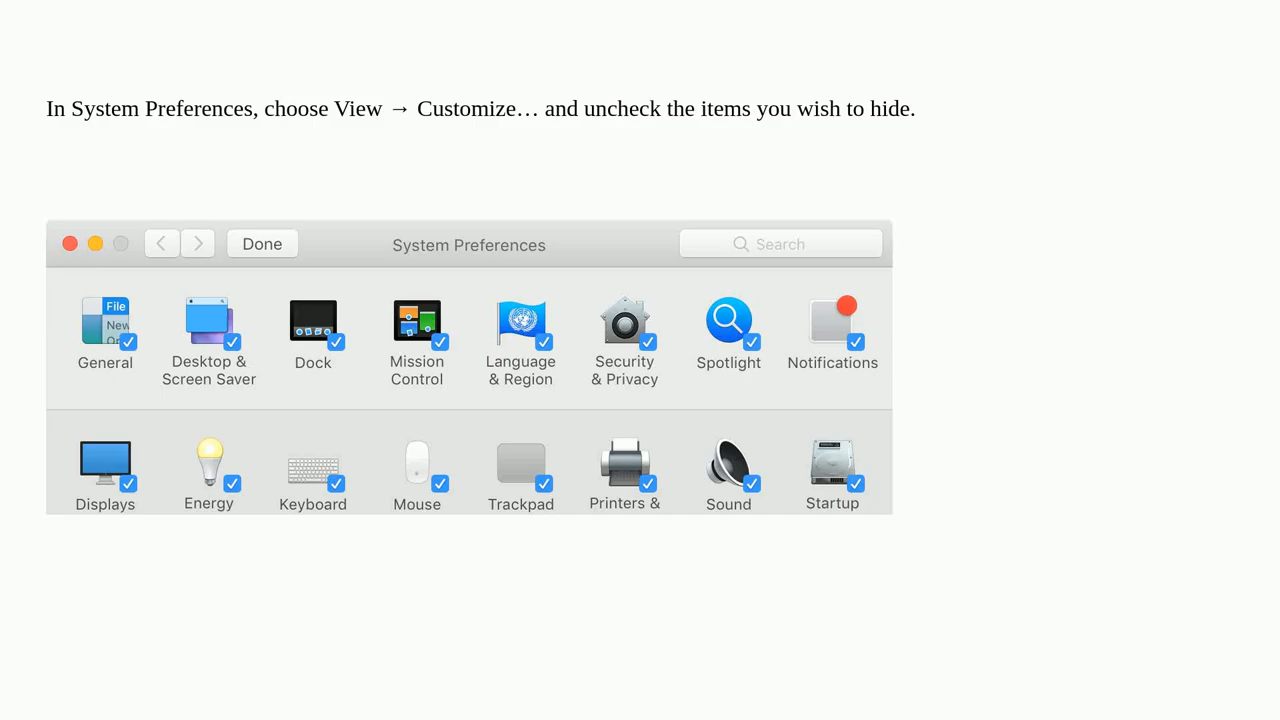 In System Preferences, choose View → Customize… and uncheck the items you wish to hide.
Done
System Preferences
Search
File
New
General
Desktop &
Screen Saver
Dock
Mission
Control
Language
& Region
Security
& Privacy
Spotlight
Notifications
Displays
Energy
Keyboard
Mouse
Trackpad
Printers &
Sound
Startup